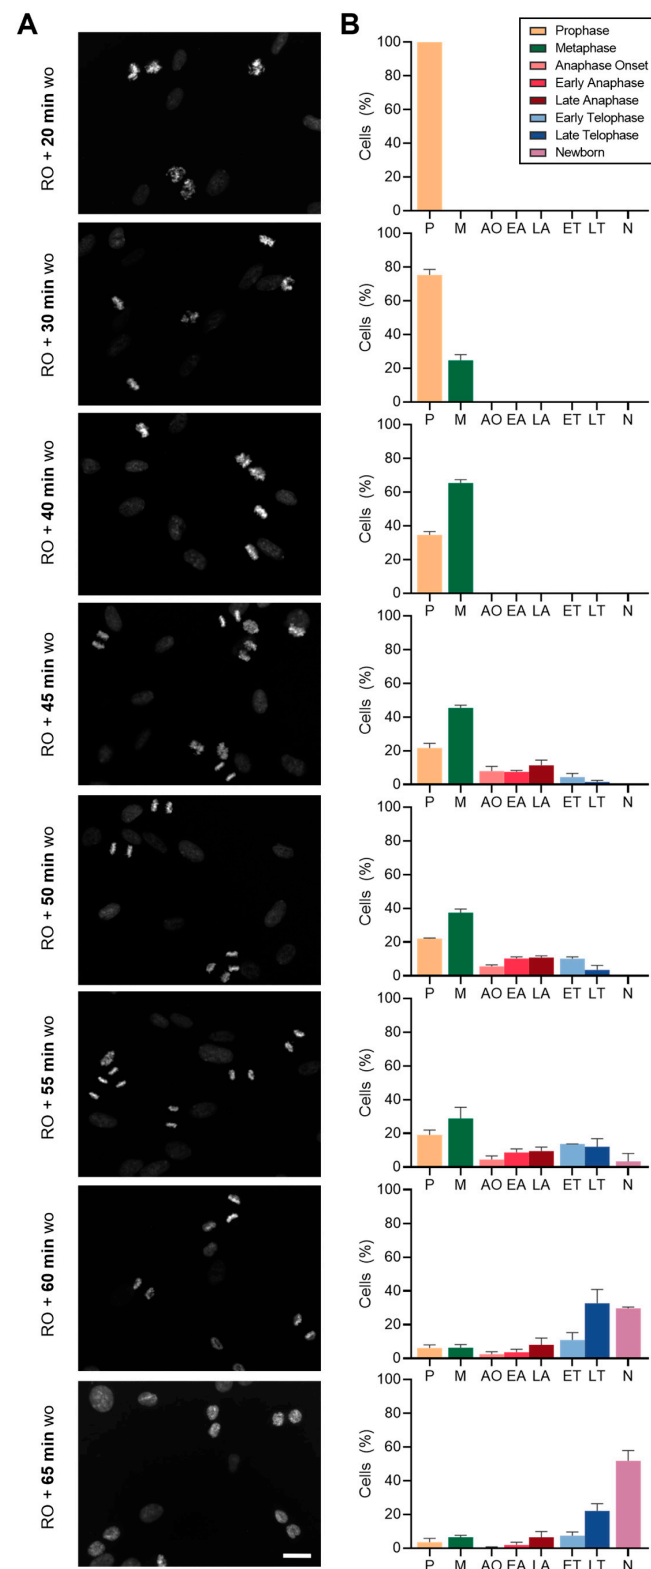 A
B
RO + 20 min wo
Cells (%)
100
80
60
40
20
0
P M AO EA LA ET LT N
Prophase
Metaphase
Anaphase Onset
Early Anaphase
Late Anaphase
Early Telophase
Late Telophase
Newborn
RO + 30 min wo
Cells (%)
100
80
60
40
20
0
P M AO EA LA ET LT N
RO + 40 min wo
Cells (%)
100
80
60
40
20
0
P M AO EA LA ET LT N
RO + 45 min wo
Cells (%)
100
80
60
40
20
0
P M AO EA LA ET LT N
RO + 50 min wo
Cells (%)
100
80
60
40
20
0
P M AO EA LA ET LT N
RO + 55 min wo
Cells (%)
100
80
60
40
20
0
P M AO EA LA ET LT N
RO + 60 min wo
Cells (%)
100
80
60
40
20
0
P M AO EA LA ET LT N
RO + 65 min wo
Cells (%)
100
80
60
40
20
0
P M AO EA LA ET LT N